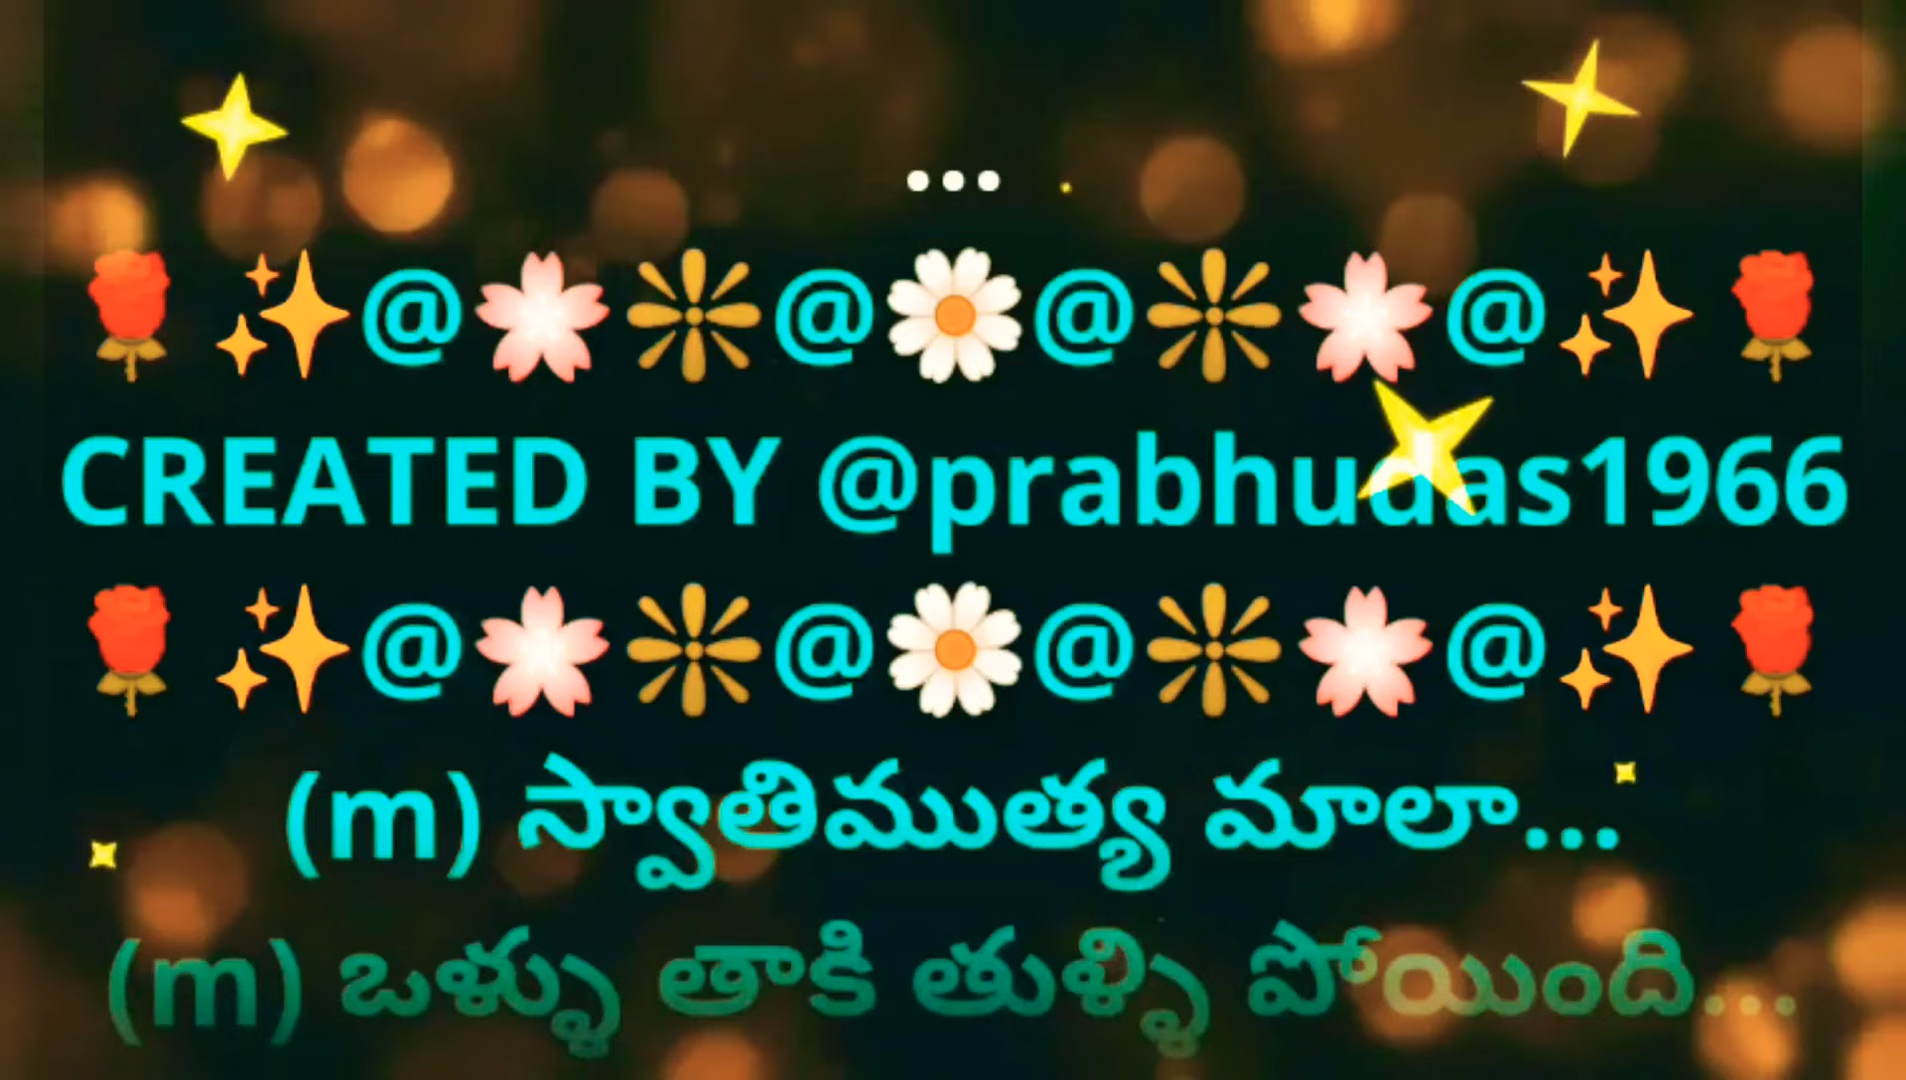 ...
🌹✨@🌸❇@🌼@❇🌸@✨🌹
CREATED BY @prabhudas1966
🌹✨@🌸❇@🌼@❇🌸@✨🌹
(m) స్వాతిముత్య మాలా...
(m) ఒళ్ళు తాకి తుళ్ళి పోయింది...